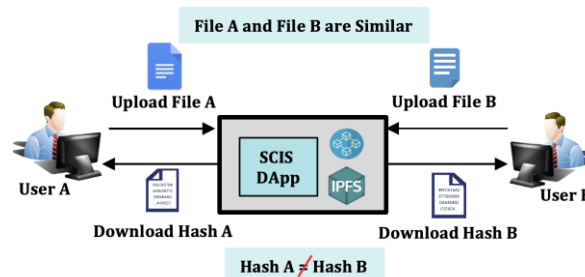 File A and File B are Similar
Upload File A
Upload File B
SCIS
DApp
IPFS
User A
User
Download Hash A
Download Hash B
Hash A ≠ Hash B